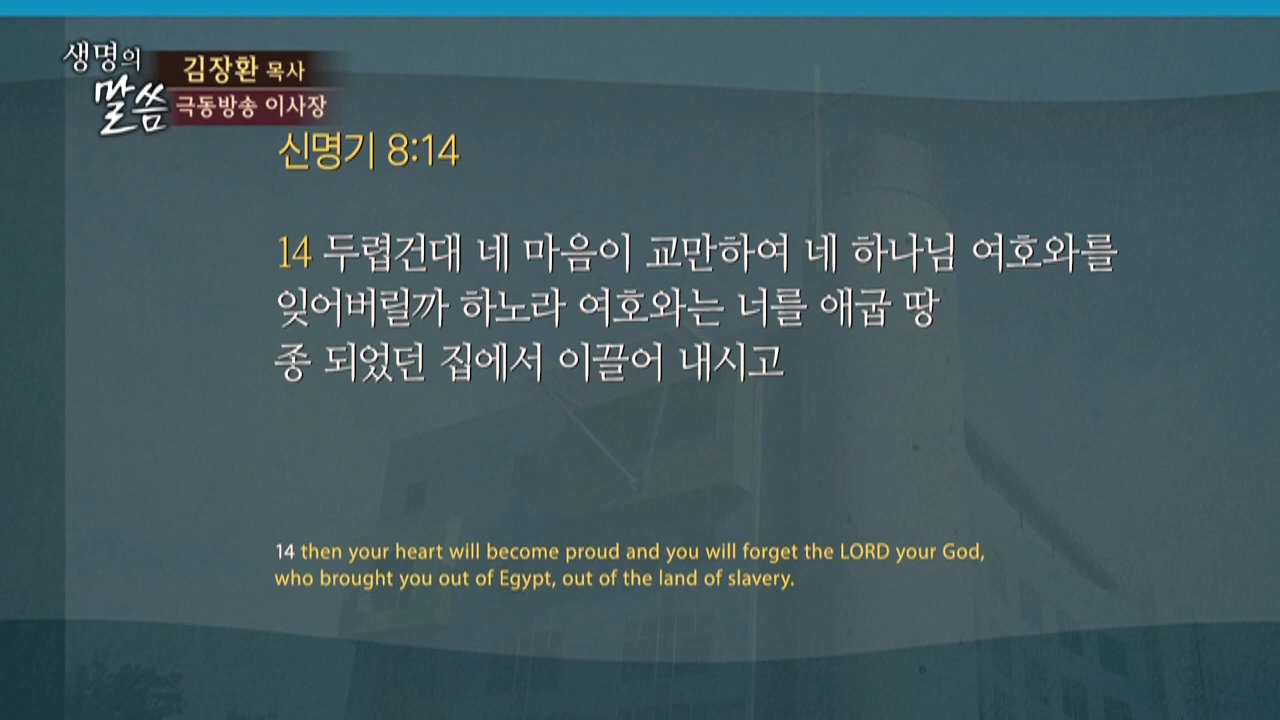 생명의
말씀
김장환 목사
극동방송 이사장
신명기 8:14
14 두렵건대 네 마음이 교만하여 네 하나님 여호와를
잊어버릴까 하노라 여호와는 너를 애굽 땅
종 되었던 집에서 이끌어 내시고
14 then your heart will become proud and you will forget the LORD your God,
who brought you out of Egypt, out of the land of slavery.